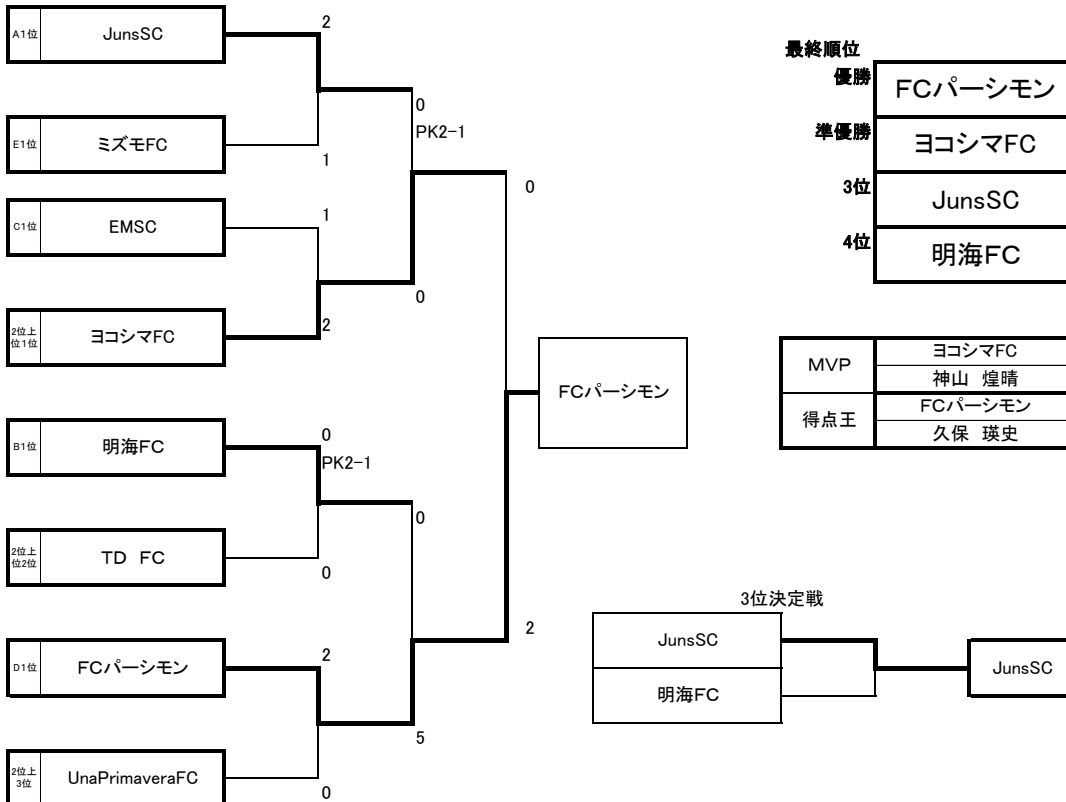 A1位
JunsSC
2
0
PK2-1
E1位
ミズモFC
1
C1位
EMSC
1
0
0
2位上
位1位
ヨコシマFC
2
FCパーシモン
B1位
明海FC
0
PK2-1
0
2位上
位2位
TD FC
0
D1位
FCパーシモン
2
2
5
2位上
3位
UnaPrimaveraFC
0
最終順位
優勝
FCパーシモン
準優勝
ヨコシマFC
3位
JunsSC
4位
明海FC
MVP
ヨコシマFC
神山 煌晴
得点王
FCパーシモン
久保 瑛史
3位決定戦
JunsSC
明海FC
JunsSC